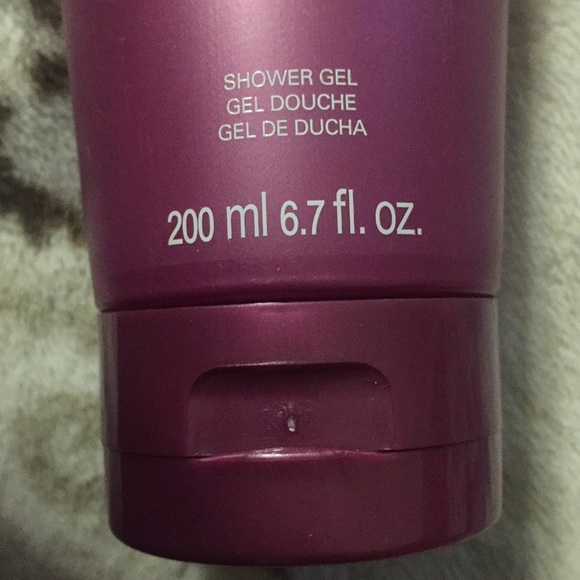 SHOWER GEL
GEL DOUCHE
GEL DE DUCHA
200 ml 6.7 fl. oz.